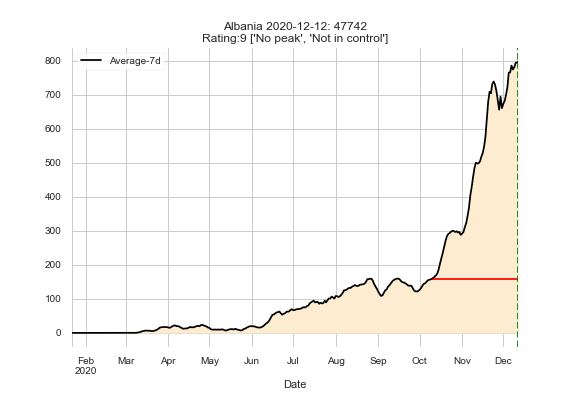 Albania 2020-12-12: 47742
Rating:9 ['No peak', 'Not in control']
Average-7d
800
700
600
500
400
300
200
100
0
Feb Mar Apr May Jun Jul Aug Sep Oct Nov Dec
2020
Date